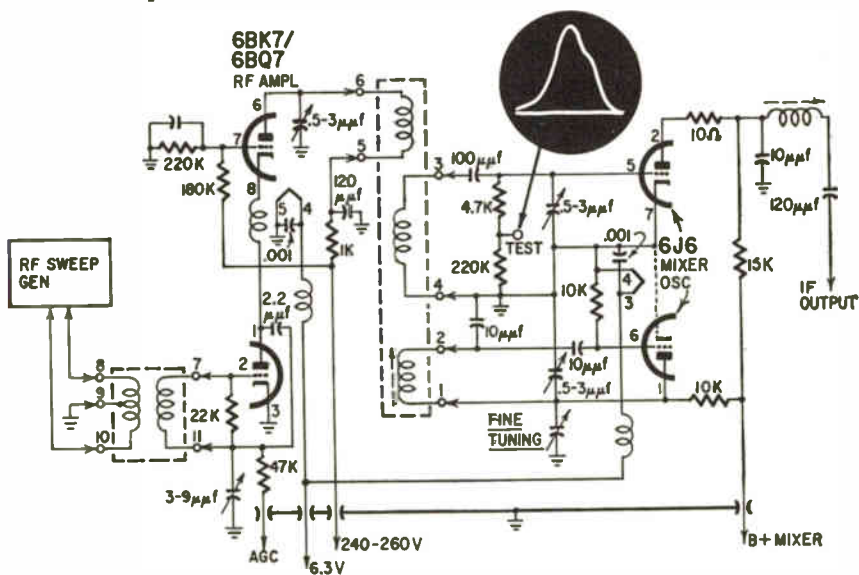 6BK7/
6BQ7
RF AMPL
6
7
8
220K
180K
.5-3µµf
6
5
120
µµf
1K
5
4
.001
2.2
µµf
RF SWEEP
GEN
8
9
10
7
11
22K
1
2
3
3-9µµf
47K
AGC
6.3V
240-260V
3
4
2
1
100µµf
4.7K
TEST
220K
10µµf
10µµf
.5-3µµf
.5-3µµf
10K
.001
4
3
FINE
TUNING
2
5
7
6J6
MIXER
OSC
6
1
10Ω
10µµf
120µµf
15K
IF
OUTPUT
10K
B+MIXER